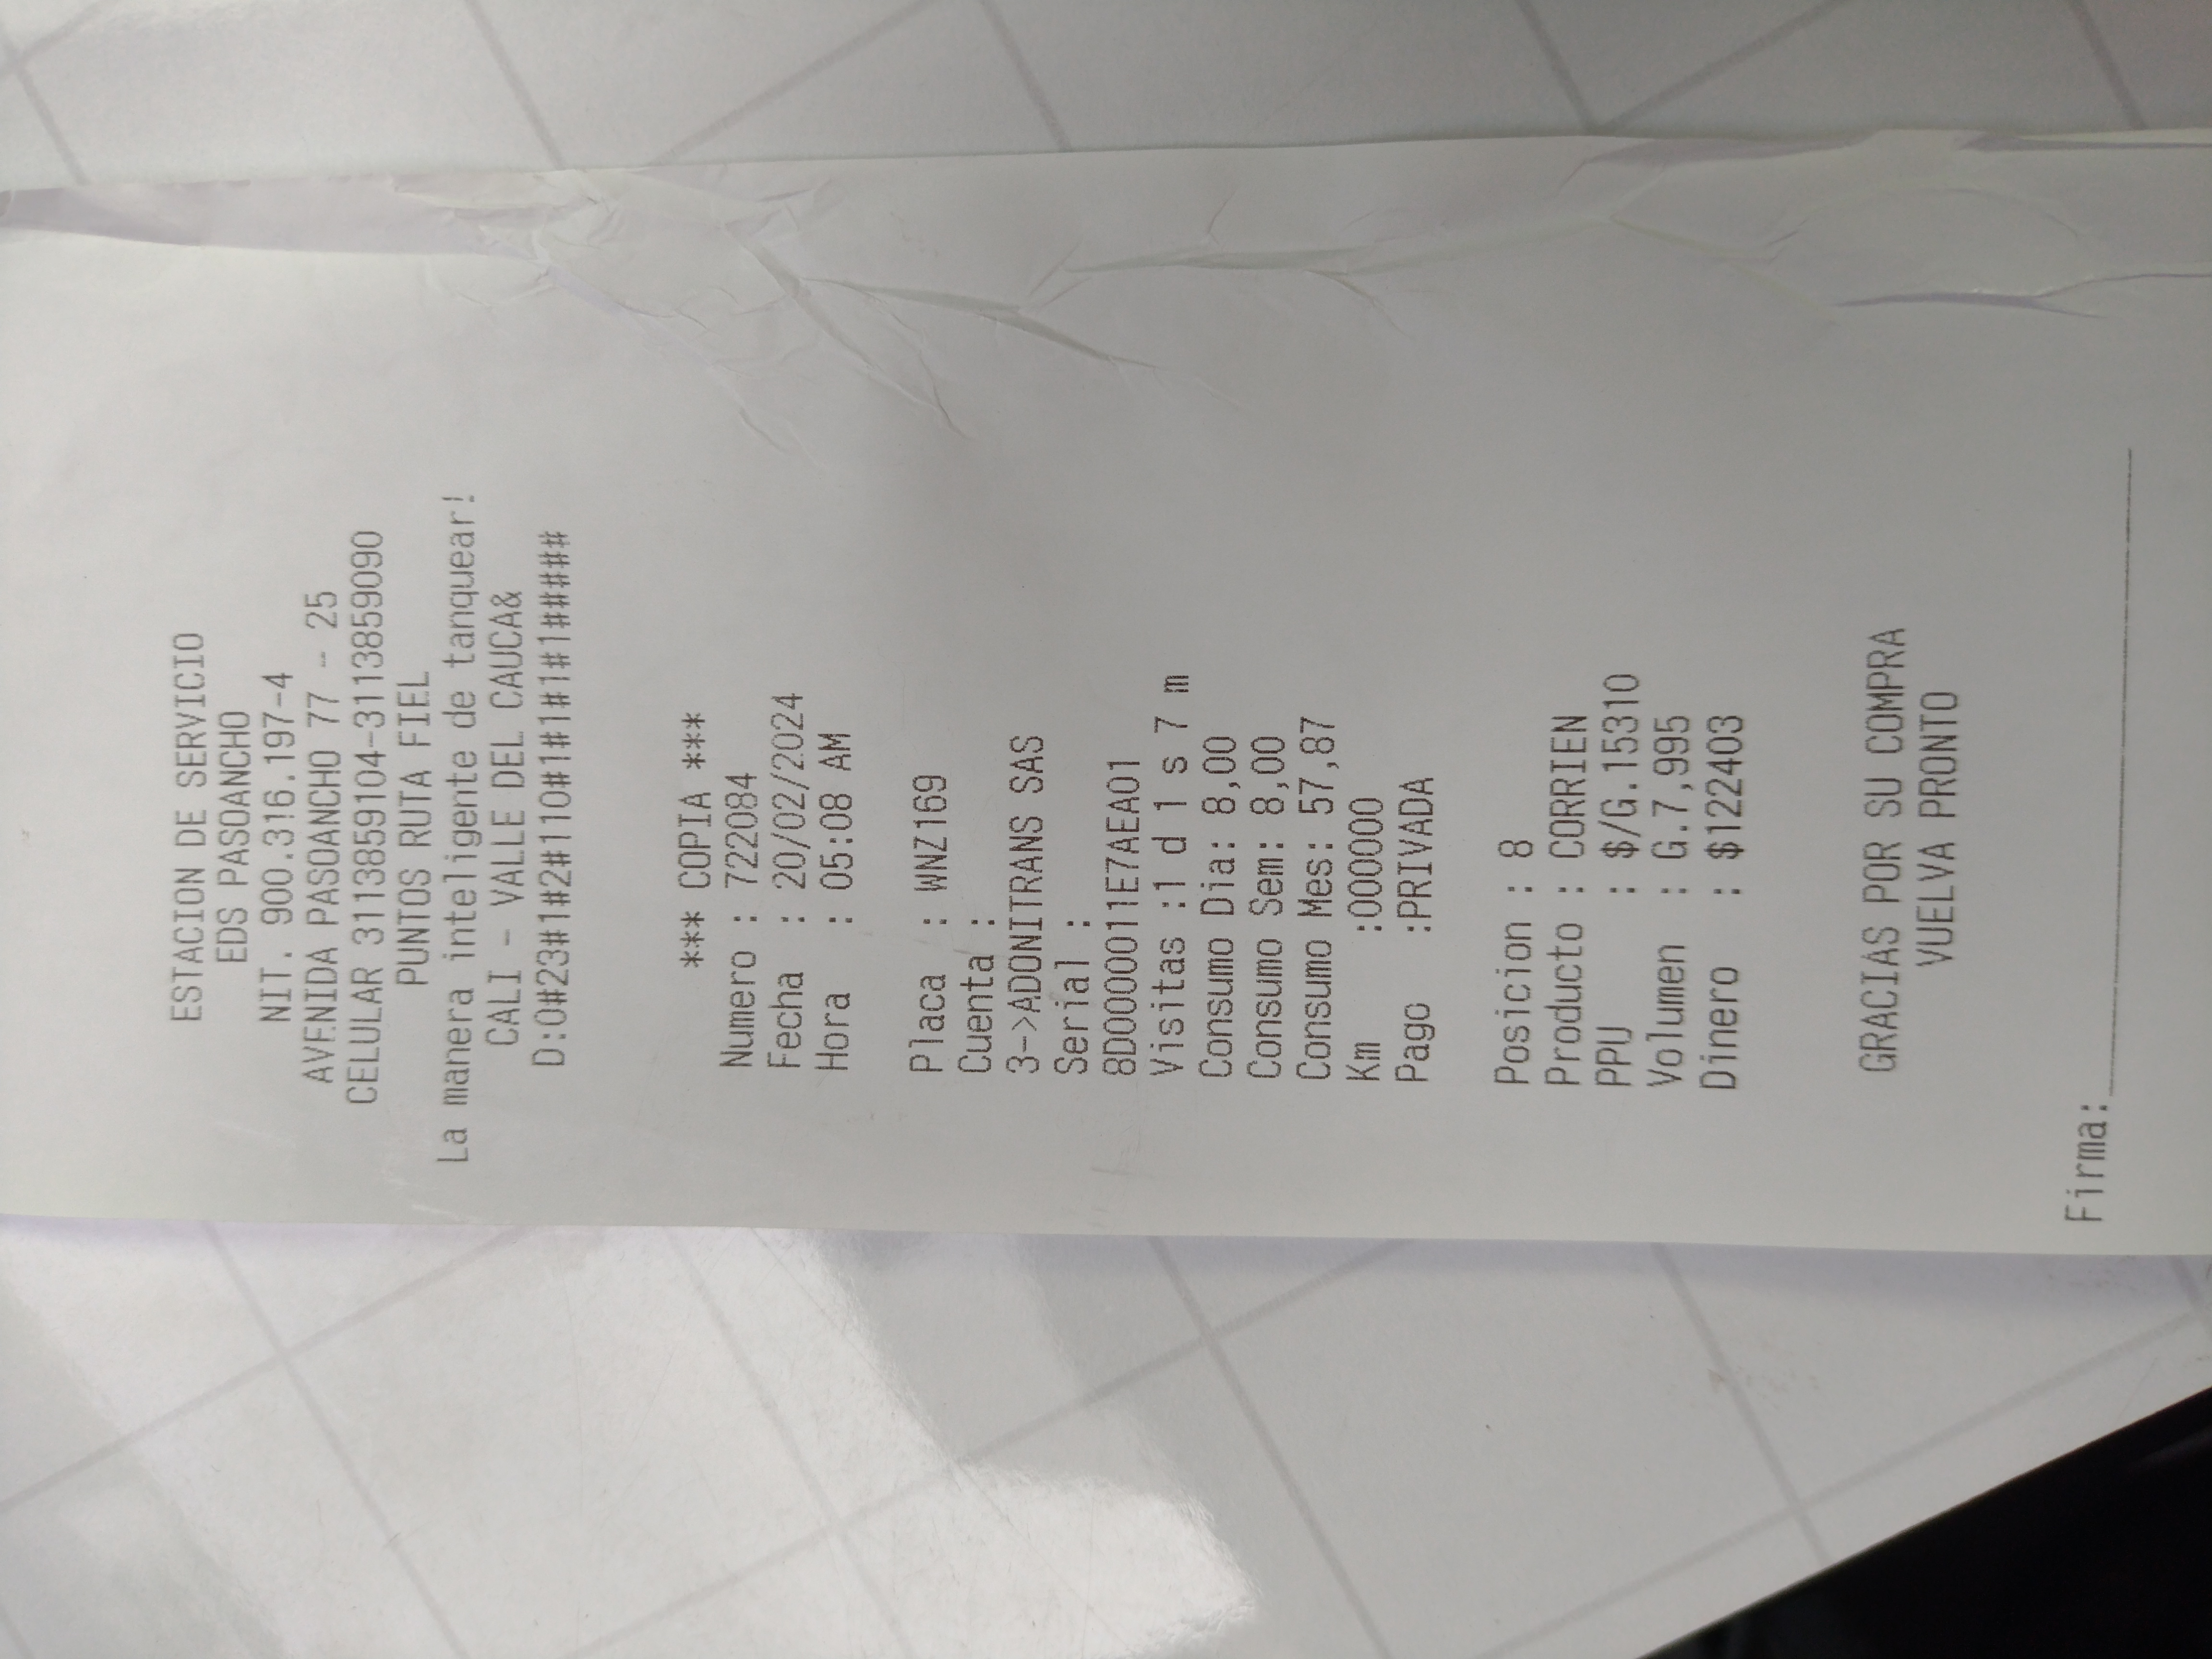 ESTACION DE SERVICIO
EDS PASOANCHO
NIT. 900.316.197-4
AVENIDA PASOANCHO 77 - 25
CELULAR 3113859104-3113859090
PUNTOS RUTA FIEL
La manera inteligente de tanquear!
CALI - VALLE DEL CAUCA&
D:0#23#1#2#110#1#1#1#1#####
*** COPIA ***
Numero : 722084
Fecha : 20/02/2024
Hora : 05:08 AM
Placa : WNZ169
Cuenta :
3->ADONITRANS SAS
Serial :
8D000011E7AEA01
Visitas :1 d 1 s 7 m
Consumo Dia: 8,00
Consumo Sem: 8,00
Consumo Mes: 57,87
Km :000000
Pago :PRIVADA
Posicion : 8
Producto : CORRIEN
PPU : $/G.15310
Volumen : G.7,995
Dinero : $122403
GRACIAS POR SU COMPRA
VUELVA PRONTO
Firma: